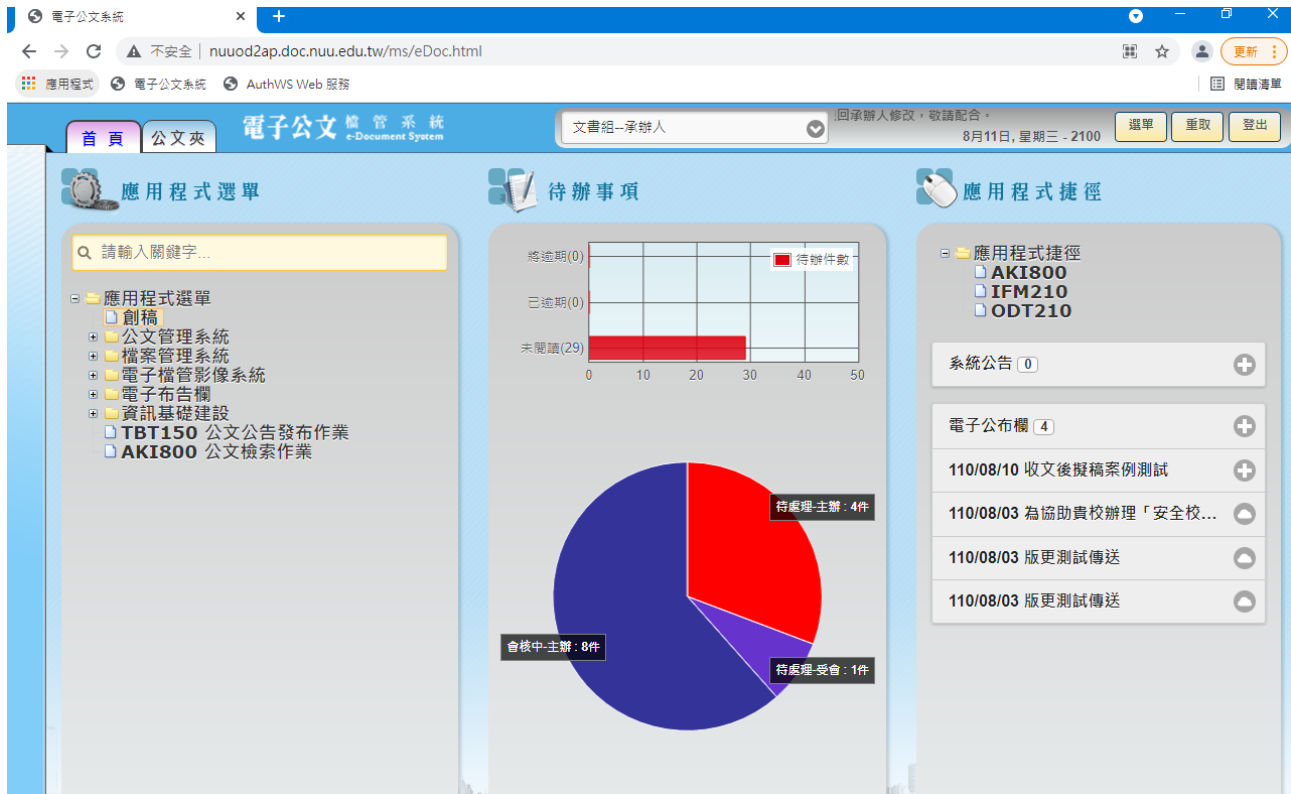 電子公文系統
不安全 | nuuod2ap.doc.nuu.edu.tw/ms/eDoc.html
更新
應用程式
電子公文系統
AuthWS Web 服務
閱讀清單
首 頁
公文夾
電子公文 檔 管 系 統
e-Document System
文書組--承辦人
回承辦人修改，敬請配合。
8月11日, 星期三 - 2100
選單
重取
登出
應用程式選單
請輸入關鍵字...
應用程式選單
創稿
公文管理系統
檔案管理系統
電子檔管影像系統
電子布告欄
資訊基礎建設
TBT150 公文公告發布作業
AKI800 公文檢索作業
待辦事項
將逾期(0)
已逾期(0)
未閱讀(29)
待辦件數
0 10 20 30 40 50
待處理-主辦 : 4件
會核中-主辦 : 8件
待處理-受會 : 1件
應用程式捷徑
應用程式捷徑
AKI800
IFM210
ODT210
系統公告 0
電子公布欄 4
110/08/10 收文後擬稿案例測試
110/08/03 為協助貴校辦理「安全校...
110/08/03 版更測試傳送
110/08/03 版更測試傳送